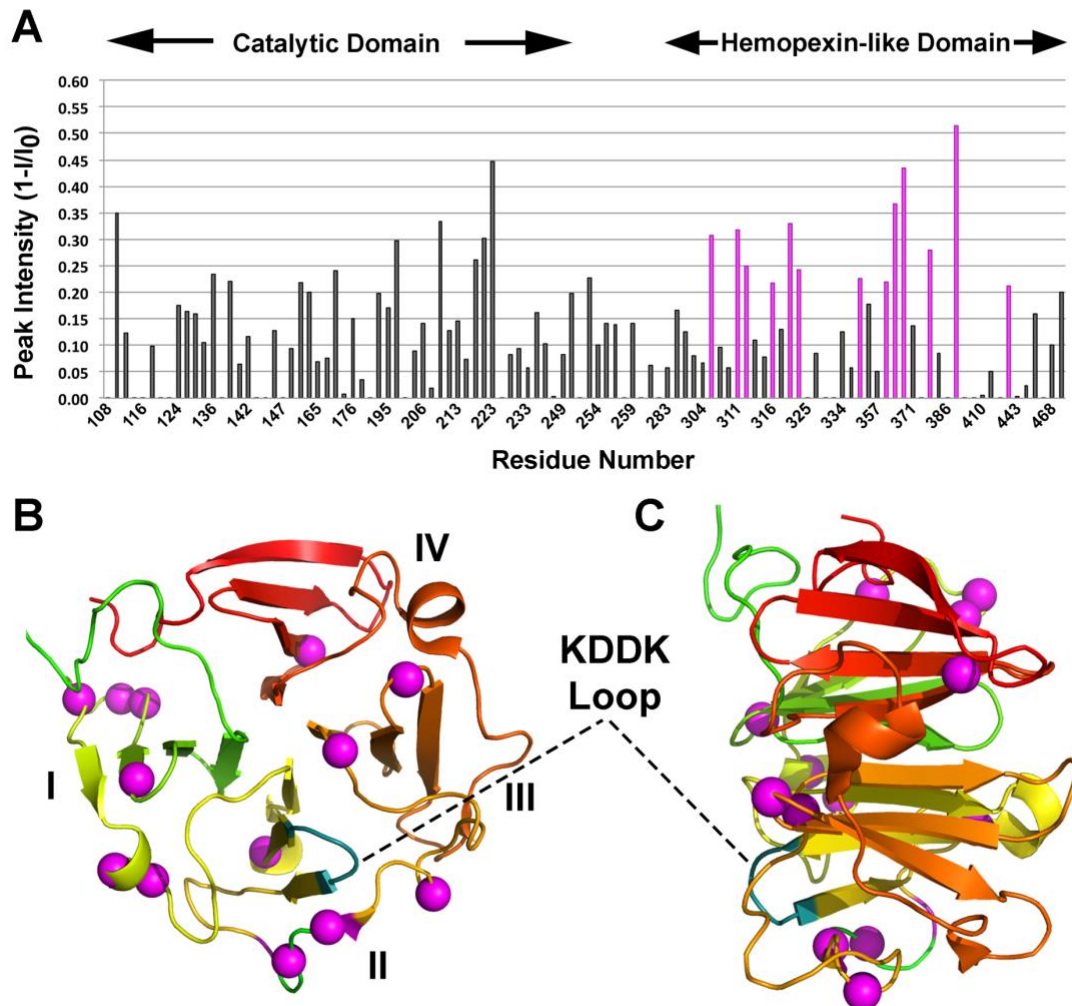 A
Catalytic Domain
Hemopexin-like Domain
Peak Intensity (1-I/I0)
0.60
0.55
0.50
0.45
0.40
0.35
0.30
0.25
0.20
0.15
0.10
0.05
0.00
108 116 124 136 142 147 165 176 195 206 213 223 233 249 254 259 283 304 311 316 325 334 357 371 386 410 443 468
Residue Number
B
C
IV
KDDK
Loop
I
III
II